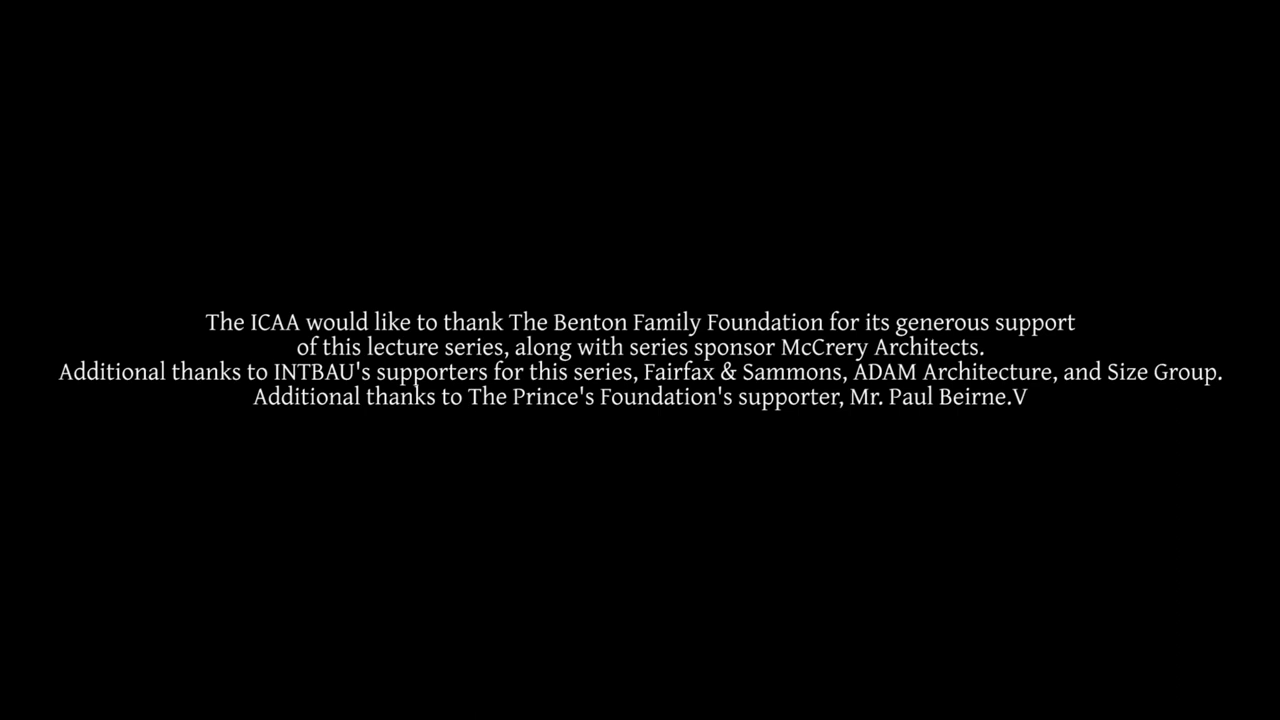 The ICAA would like to thank The Benton Family Foundation for its generous support
of this lecture series, along with series sponsor McCrery Architects.
Additional thanks to INTBAU's supporters for this series, Fairfax & Sammons, ADAM Architecture, and Size Group.
Additional thanks to The Prince's Foundation's supporter, Mr. Paul Beirne.V